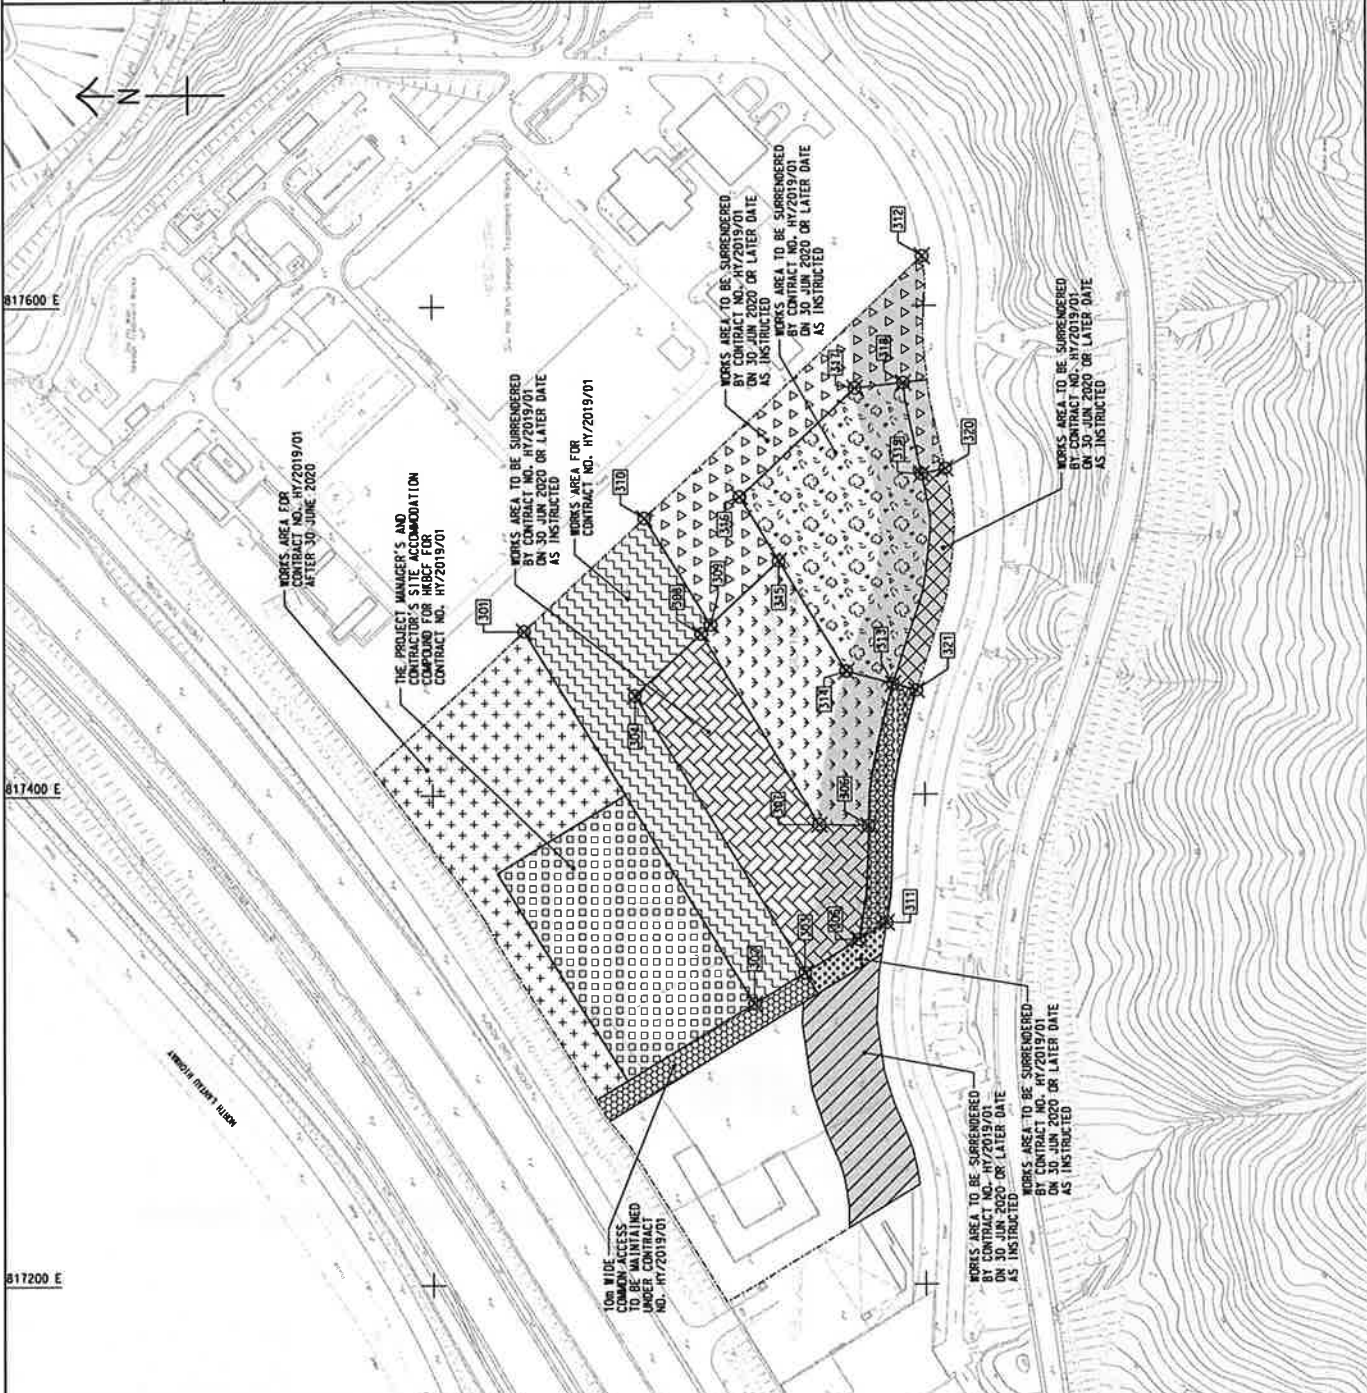 817600 E
817400 E
817200 E
N
NORTH LANTAU HIGHWAY
WORKS AREA FOR
CONTRACT NO. HY/2019/01
AFTER 30 JUNE 2020
THE PROJECT MANAGER'S AND
CONTRACTOR'S SITE ACCOMMODATION
COMPOUND FOR HKBCF FOR
CONTRACT NO. HY/2019/01
WORKS AREA TO BE SURRENDERED
BY CONTRACT NO. HY/2019/01
ON 30 JUN 2020 OR LATER DATE
AS INSTRUCTED
WORKS AREA FOR
CONTRACT NO. HY/2019/01
WORKS AREA TO BE SURRENDERED
BY CONTRACT NO. HY/2019/01
ON 30 JUN 2020 OR LATER DATE
AS INSTRUCTED
WORKS AREA TO BE SURRENDERED
BY CONTRACT NO. HY/2019/01
ON 30 JUN 2020 OR LATER DATE
AS INSTRUCTED
WORKS AREA TO BE SURRENDERED
BY CONTRACT NO. HY/2019/01
ON 30 JUN 2020 OR LATER DATE
AS INSTRUCTED
10m WIDE
COMMON ACCESS
TO BE MAINTAINED
UNDER CONTRACT
NO. HY/2019/01
WORKS AREA TO BE SURRENDERED
BY CONTRACT NO. HY/2019/01
ON 30 JUN 2020 OR LATER DATE
AS INSTRUCTED
WORKS AREA TO BE SURRENDERED
BY CONTRACT NO. HY/2019/01
ON 30 JUN 2020 OR LATER DATE
AS INSTRUCTED
301
310
304
308
309
316
315
317
318
312
319
320
314
313
321
307
306
302
303
305
311